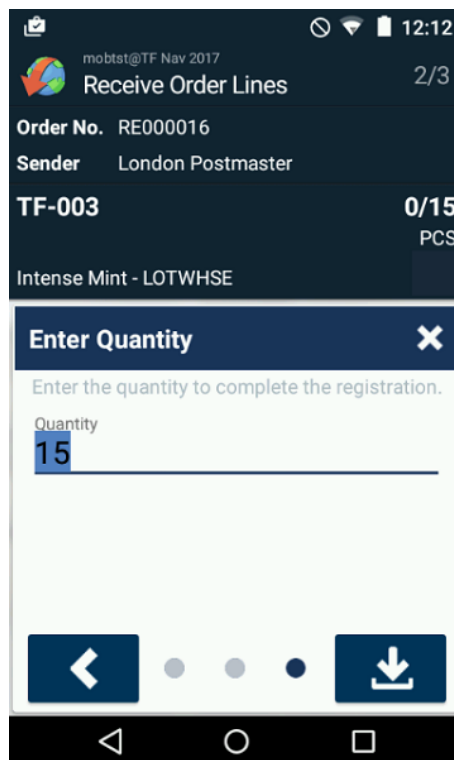 12:12
mobtst@TF Nav 2017
Receive Order Lines 2/3
Order No. RE000016
Sender London Postmaster
TF-003 0/15
PCS
Intense Mint - LOTWHSE
Enter Quantity
Enter the quantity to complete the registration.
Quantity
15